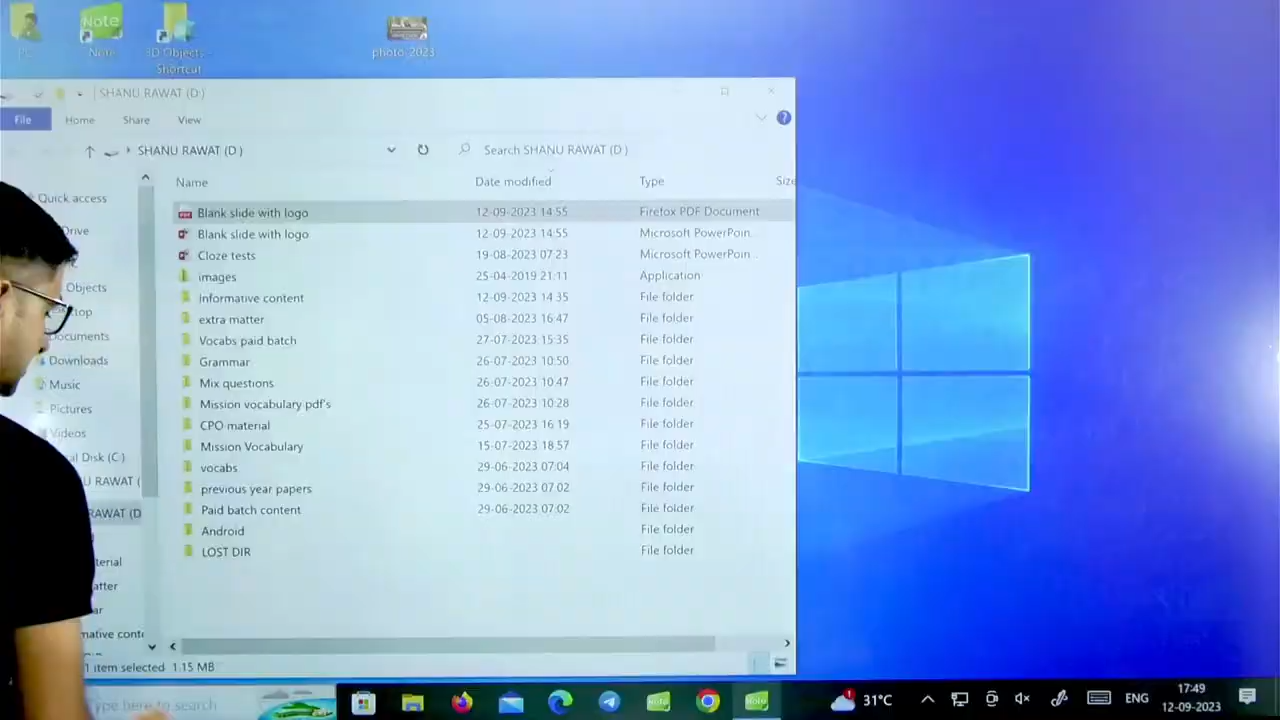 Note
PC Note 3D Objects - Shortcut photo 2023
SHANU RAWAT (D:)
File Home Share View
SHANU RAWAT (D:) Search SHANU RAWAT (D:)
Name Date modified Type Size
Quick access
Drive
Objects
Documents
Downloads
Music
Pictures
Videos
Disk (C:)
RAWAT (
RAWAT (D
Blank slide with logo 12-09-2023 14:55 Firefox PDF Document
Blank slide with logo 12-09-2023 14:55 Microsoft PowerPoin...
Cloze tests 19-08-2023 07:23 Microsoft PowerPoin...
images 25-04-2019 21:11 Application
Informative content 12-09-2023 14:35 File folder
extra matter 05-08-2023 16:47 File folder
Vocabs paid batch 27-07-2023 15:35 File folder
Grammar 26-07-2023 10:50 File folder
Mix questions 26-07-2023 10:47 File folder
Mission vocabulary pdf's 26-07-2023 10:28 File folder
CPO material 25-07-2023 16:19 File folder
Mission Vocabulary 15-07-2023 18:57 File folder
vocabs 29-06-2023 07:04 File folder
previous year papers 29-06-2023 07:02 File folder
Paid batch content 29-06-2023 07:02 File folder
Android File folder
LOST DIR File folder
1 item selected 1.15 MB
Type here to search
Note
Note
31°C
ENG
17:49
12-09-2023